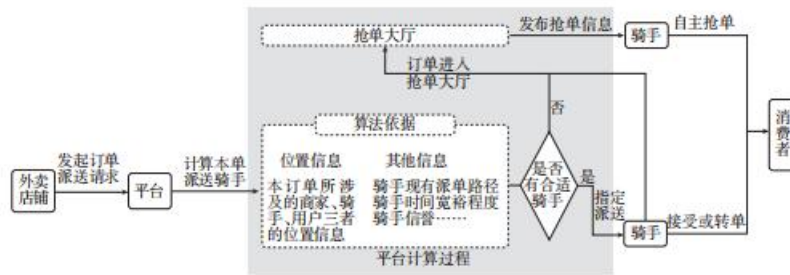 抢单大厅
发布抢单信息
骑手
自主抢单
订单进入
抢单大厅
外卖
店铺
发起订单
派送请求
平台
计算本单
派送骑手
算法依据
位置信息
其他信息
本订单所涉
及的商家、骑
手、用户三者
的位置信息
骑手现有派单路径
骑手时间宽裕程度
骑手信誉……
平台计算过程
否
是否
有合适
骑手
是
指定
派送
骑手
接受或转单
消费者